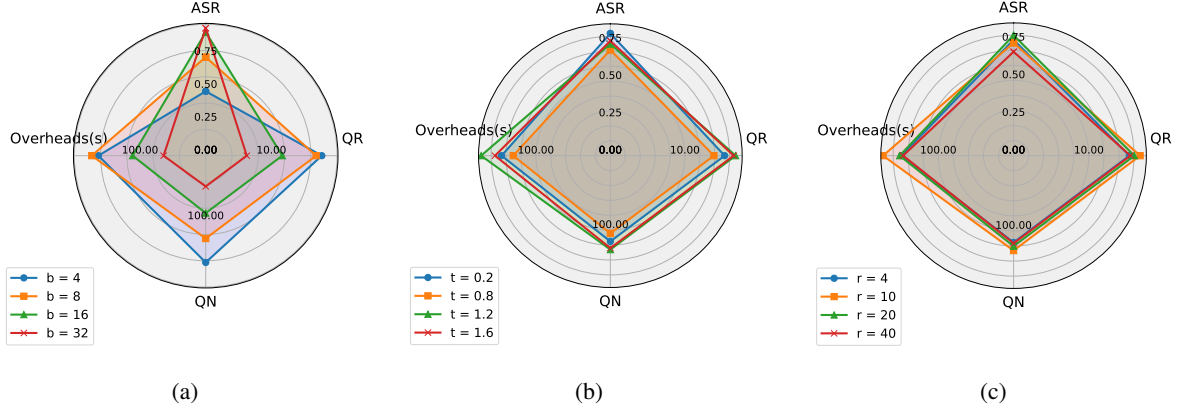 ASR
0.75
0.50
0.25
Overheads(s)
QR
100.00
0.00
10.00
100.00
QN
b = 4
b = 8
b = 16
b = 32
(a)
ASR
0.75
0.50
0.25
Overheads(s)
QR
100.00
0.00
10.00
100.00
QN
t = 0.2
t = 0.8
t = 1.2
t = 1.6
(b)
ASR
0.75
0.50
0.25
Overheads(s)
QR
100.00
0.00
10.00
100.00
QN
r = 4
r = 10
r = 20
r = 40
(c)